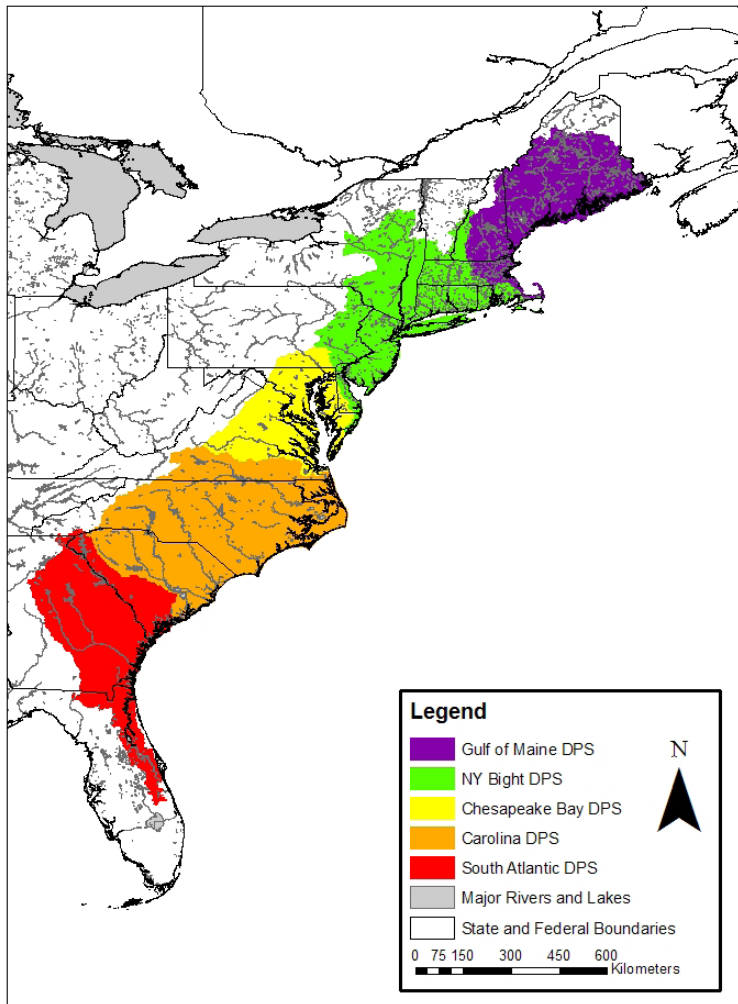 Legend
Gulf of Maine DPS
N
NY Bight DPS
Chesapeake Bay DPS
Carolina DPS
South Atlantic DPS
Major Rivers and Lakes
State and Federal Boundaries
0 75 150 300 450 600
Kilometers